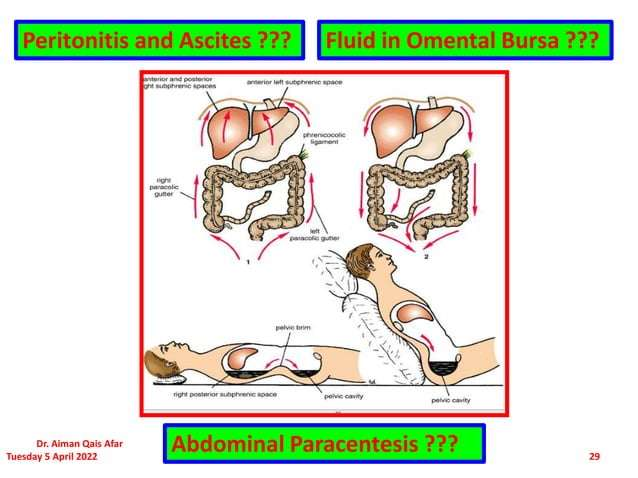 Peritonitis and Ascites ???
Fluid in Omental Bursa ???
anterior and posterior
right subphrenic spaces
anterior left subphrenic space
phrenicocolic
ligament
right
paracolic
gutter
left
paracolic gutter
1
2
pelvic brim
right posterior subphrenic space
pelvic cavity
pelvic cavity
Dr. Aiman Qais Afar
Tuesday 5 April 2022
Abdominal Paracentesis ???
29